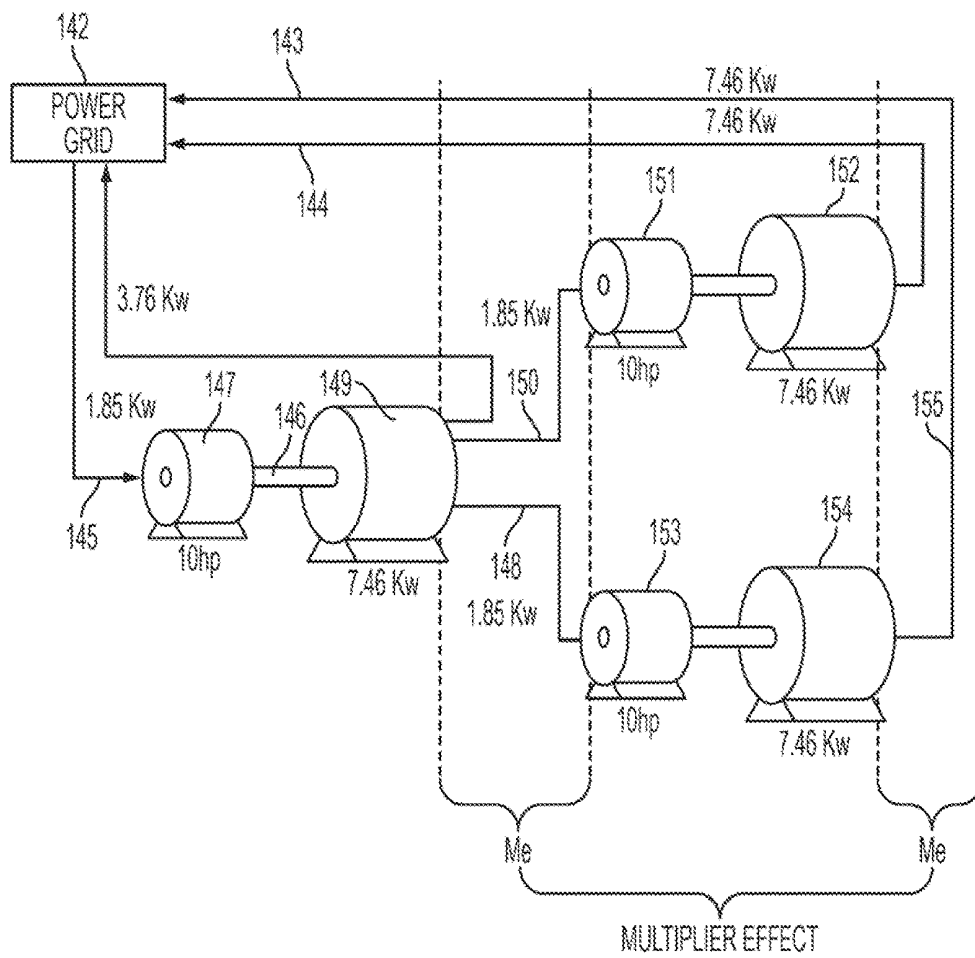 142
143
POWER
GRID
7.46 Kw
7.46 Kw
144
151
152
3.76 Kw
1.85 Kw
10hp
7.46 Kw
1.85 Kw
147
146
149
150
155
145
10hp
7.46 Kw
148
1.85 Kw
153
154
10hp
7.46 Kw
Me
Me
MULTIPLIER EFFECT